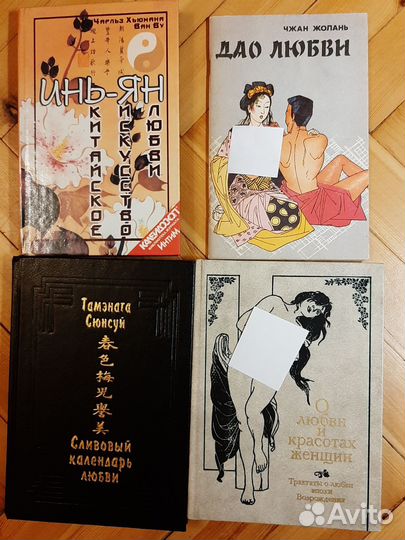 Чарльз Хьюмана
Ван Ву
ИНЬ-ЯН
КИТАЙСКОЕ
ИСКУССТВО
ЛЮБВИ
КАЛЕЙДОСКОП
ИНТИМ
ЧЖАН ЖОЛАНЬ
ДАО ЛЮБВИ
Тамэнага
Сюнсуй
春
色
梅
児
誉
美
Сливовый
календарь
любви
О
любви и
красотах
женщин
Трактаты о любви
эпохи
Возрождения
Avito